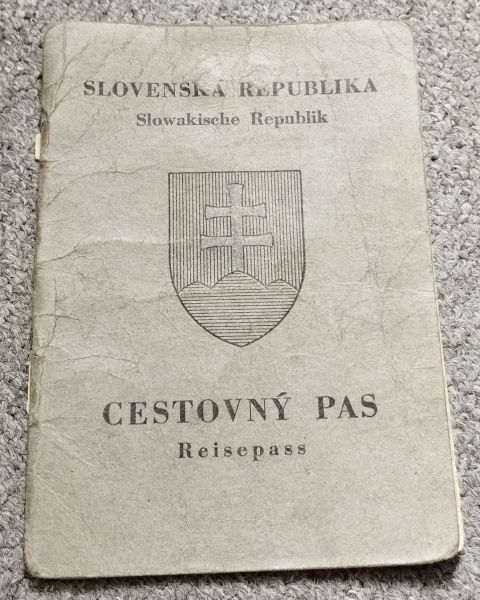 SLOVENSKÁ REPUBLIKA
Slowakische Republik
CESTOVNÝ PAS
Reisepass